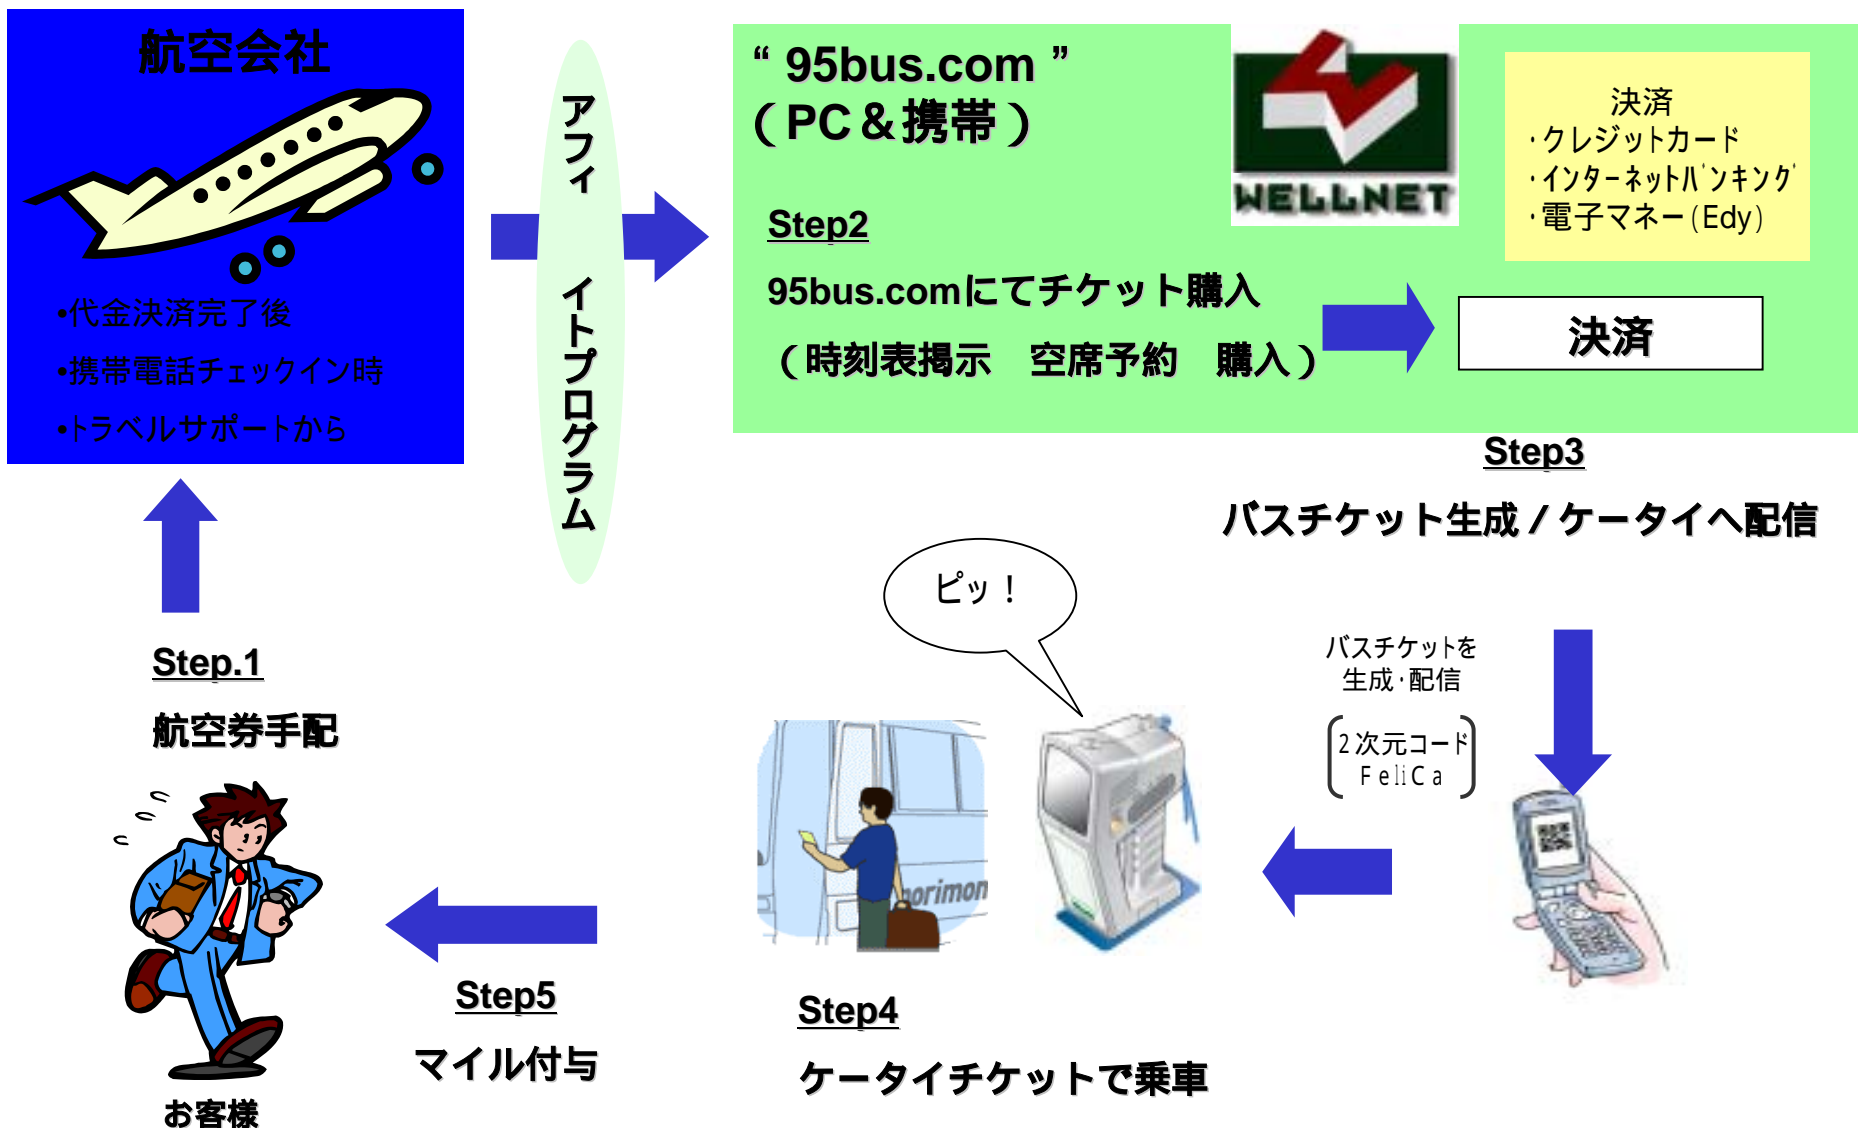 航空会社
・代金決済完了後
・携帯電話チェックイン時
・トラベルサポートから
アフィ イトプログラム
“ 95bus.com ”
（ PC＆携帯 ）
WELLNET
決済
・クレジットカード
・インターネットバンキング
・電子マネー(Edy)
Step2
95bus.comにてチケット購入
（ 時刻表掲示　空席予約　購入 ）
決済
Step3
バスチケット生成 / ケータイへ配信
ピッ！
バスチケットを
生成・配信
2次元コード
FeliCa
Step.1
航空券手配
norimon
Step5
マイル付与
Step4
ケータイチケットで乗車
お客様